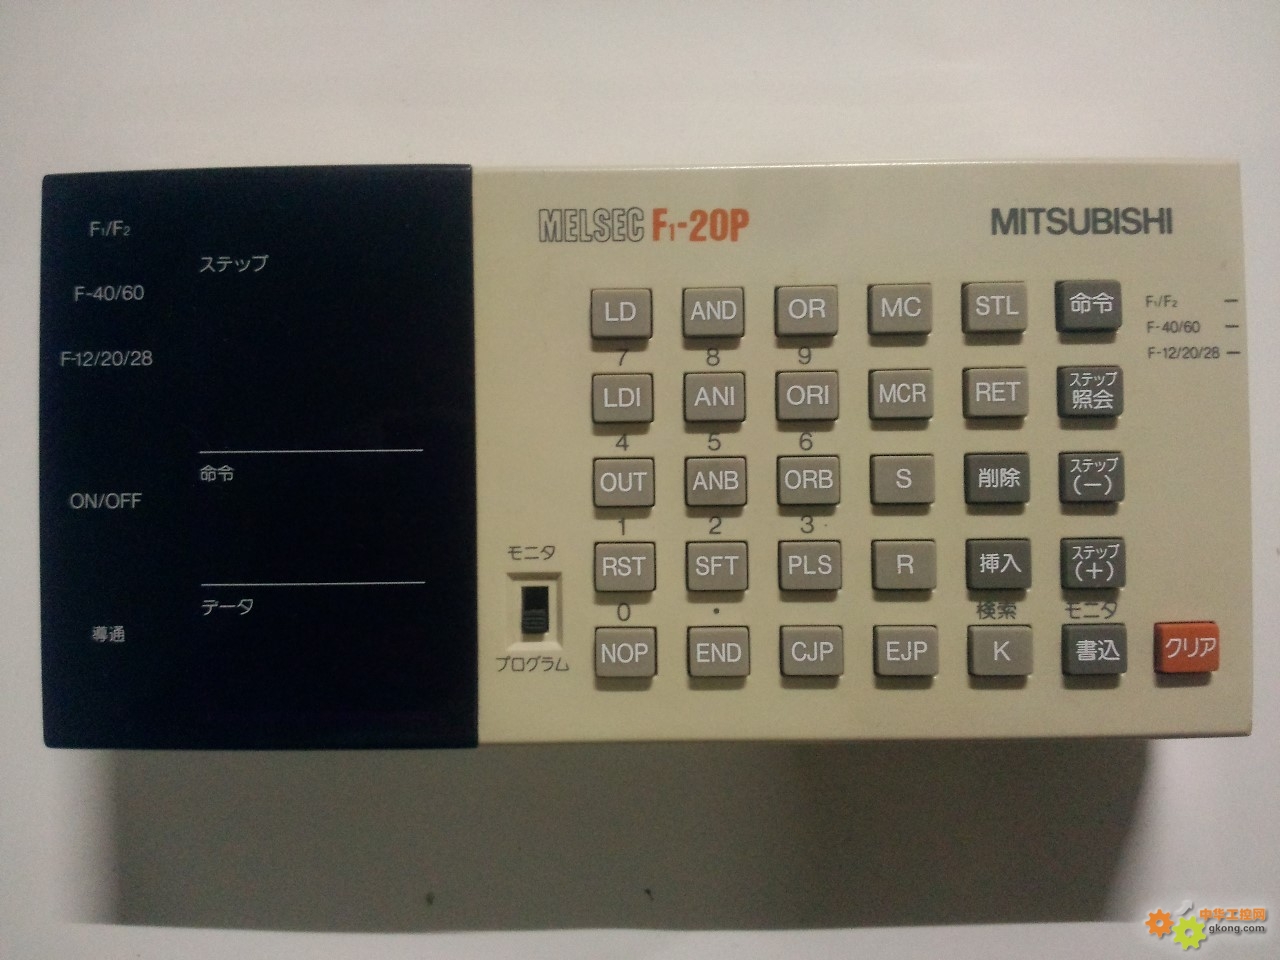 F₁/F₂
ステップ
F-40/60
F-12/20/28
命令
ON/OFF
データ
導通
MELSEC F₁-20P
MITSUBISHI
モニタ
プログラム
LD AND OR MC STL 命令
7 8 9
LDI ANI ORI MCR RET ステップ照会
4 5 6
OUT ANB ORB S 削除 ステップ(－)
1 2 3
RST SFT PLS R 挿入 ステップ(＋)
0 ・ 検索 モニタ
NOP END CJP EJP K 書込 クリア
F₁/F₂
F-40/60
F-12/20/28
中华工控网
gkong.com